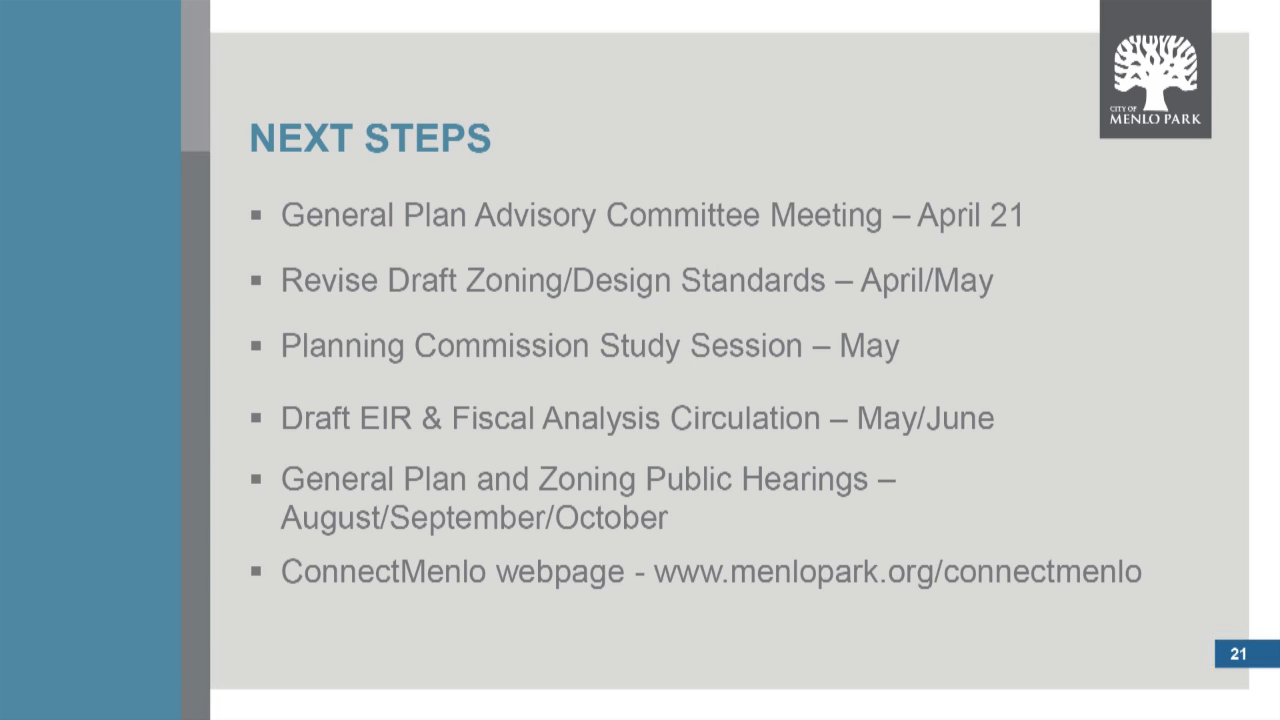 CITY OF
MENLO PARK
NEXT STEPS
▪ General Plan Advisory Committee Meeting – April 21
▪ Revise Draft Zoning/Design Standards – April/May
▪ Planning Commission Study Session – May
▪ Draft EIR & Fiscal Analysis Circulation – May/June
▪ General Plan and Zoning Public Hearings –
August/September/October
▪ ConnectMenlo webpage - www.menlopark.org/connectmenlo
21